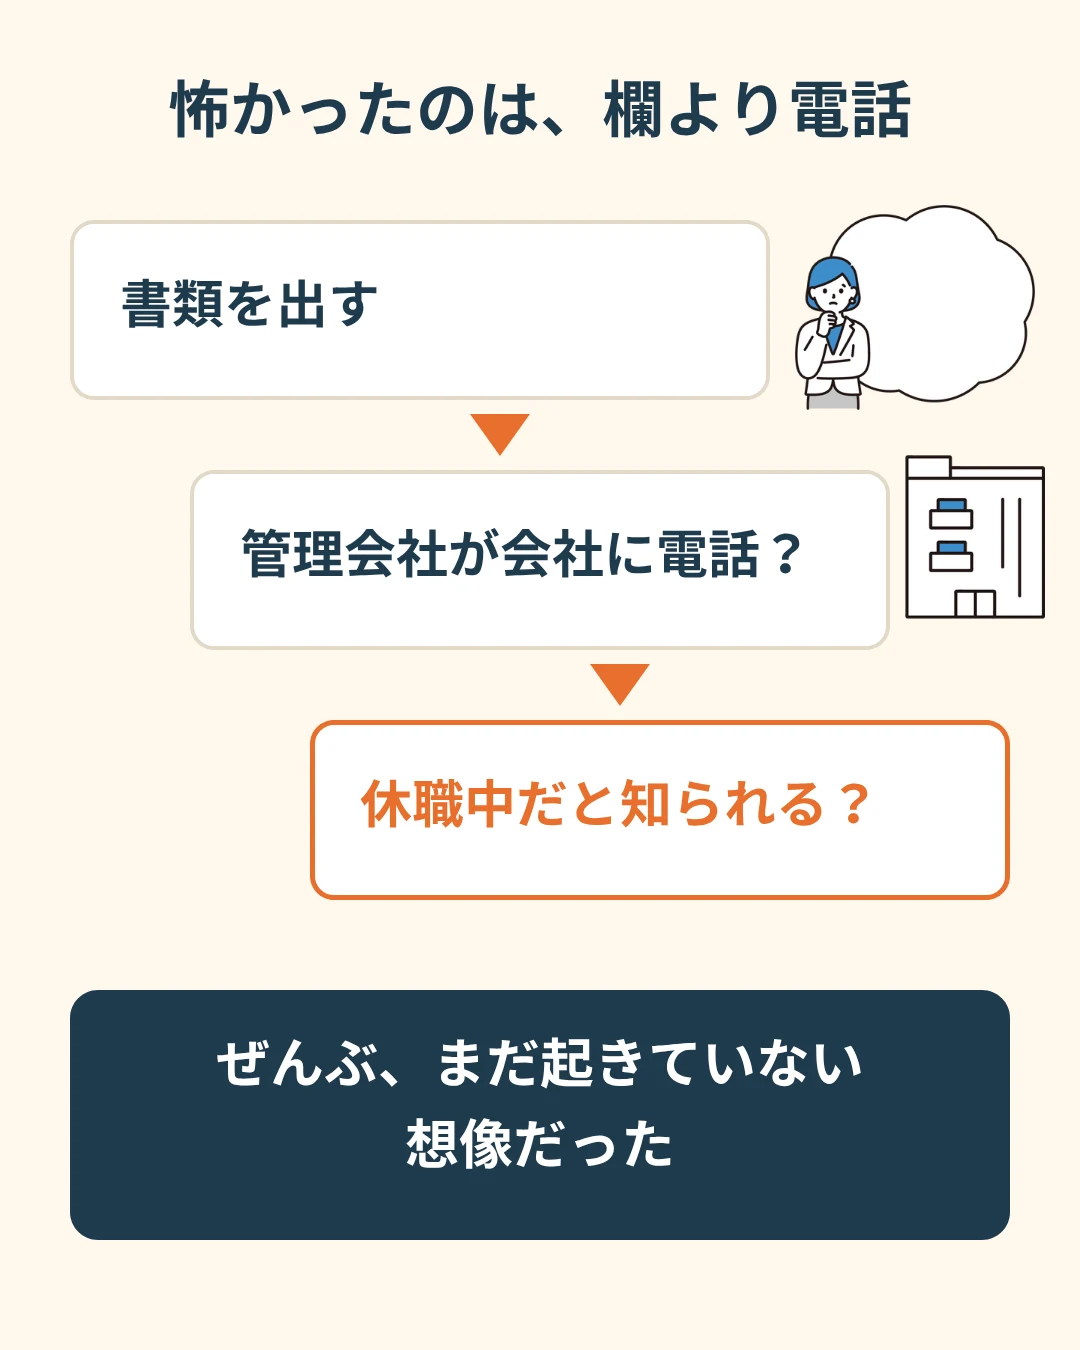 怖かったのは、欄より電話
書類を出す
管理会社が会社に電話？
休職中だと知られる？
ぜんぶ、まだ起きていない
想像だった